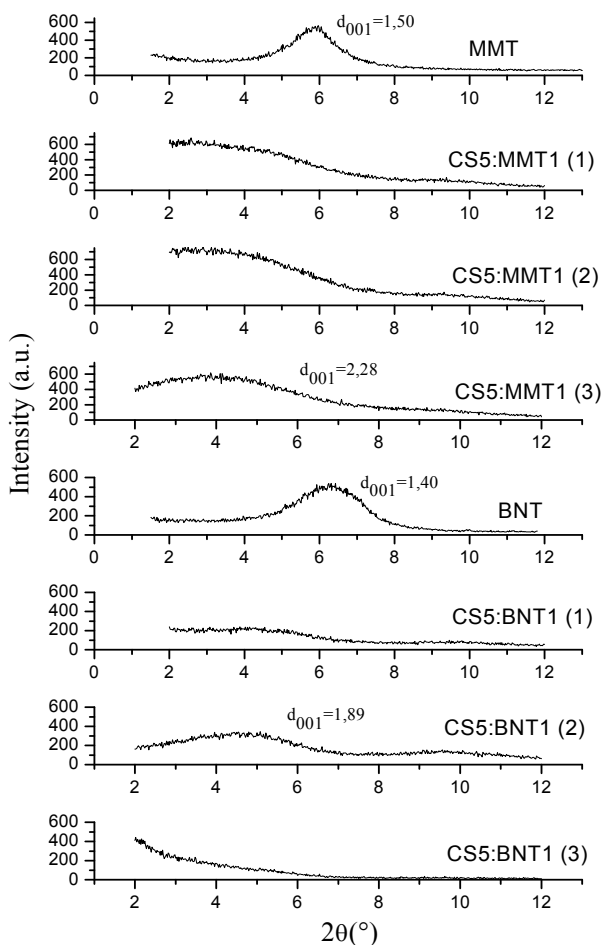 d001=1,50
MMT
600
400
200
0
0 2 4 6 8 10 12
CS5:MMT1 (1)
600
400
200
0
0 2 4 6 8 10 12
CS5:MMT1 (2)
600
400
200
0
0 2 4 6 8 10 12
d001=2,28
CS5:MMT1 (3)
600
400
200
0
2 4 6 8 10 12
d001=1,40
BNT
600
400
200
0
0 2 4 6 8 10 12
CS5:BNT1 (1)
600
400
200
0
0 2 4 6 8 10 12
d001=1,89
CS5:BNT1 (2)
600
400
200
0
2 4 6 8 10 12
CS5:BNT1 (3)
600
400
200
0
2 4 6 8 10 12
Intensity (a.u.)
2θ(°)